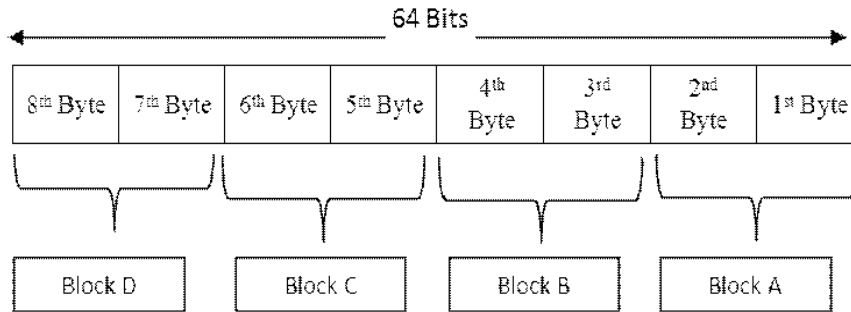 64 Bits
8th Byte 7th Byte 6th Byte 5th Byte 4th Byte 3rd Byte 2nd Byte 1st Byte
Block D Block C Block B Block A